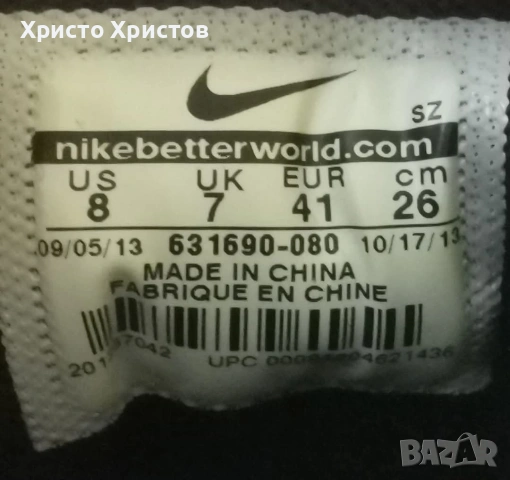 Христо Христов
SZ
nikebetterworld.com
US UK EUR cm
8 7 41 26
09/05/13 631690-080 10/17/13
MADE IN CHINA
FABRIQUE EN CHINE
UPC
BAZAR